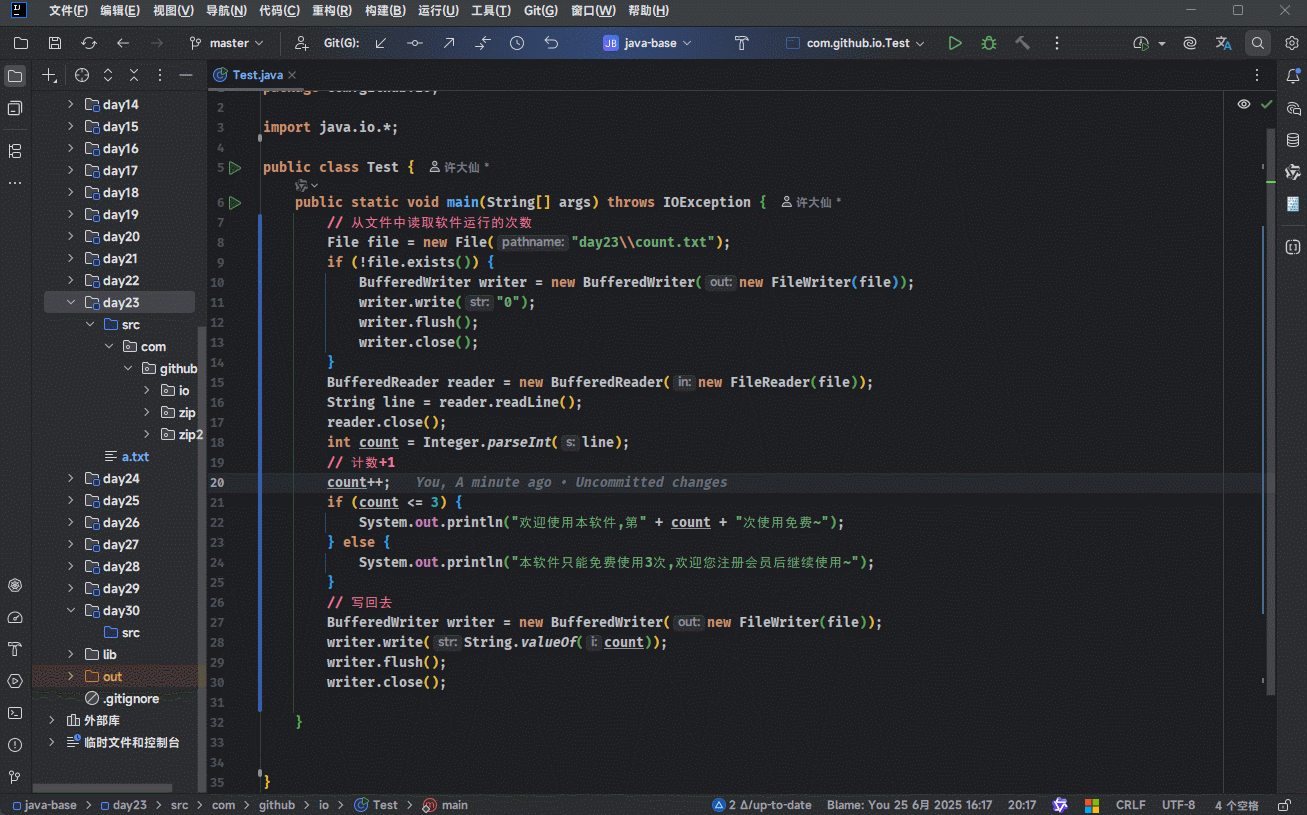 文件(F) 编辑(E) 视图(V) 导航(N) 代码(C) 重构(R) 构建(B) 运行(U) 工具(T) Git(G) 窗口(W) 帮助(H)
master Git(G): JB java-base com.github.io.Test
Test.java
day14
day15
day16
day17
day18
day19
day20
day21
day22
day23
src
com
github
io
zip
zip2
a.txt
day24
day25
day26
day27
day28
day29
day30
src
lib
out
.gitignore
外部库
临时文件和控制台
2
3 import java.io.*;
4
5 public class Test { 许大仙 *
6 public static void main(String[] args) throws IOException { 许大仙 *
7 // 从文件中读取软件运行的次数
8 File file = new File( pathname: "day23\\count.txt");
9 if (!file.exists()) {
10 BufferedWriter writer = new BufferedWriter( out: new FileWriter(file));
11 writer.write( str: "0");
12 writer.flush();
13 writer.close();
14 }
15 BufferedReader reader = new BufferedReader( in: new FileReader(file));
16 String line = reader.readLine();
17 reader.close();
18 int count = Integer.parseInt( s: line);
19 // 计数+1
20 count++; You, A minute ago • Uncommitted changes
21 if (count <= 3) {
22 System.out.println("欢迎使用本软件,第" + count + "次使用免费~");
23 } else {
24 System.out.println("本软件只能免费使用3次,欢迎您注册会员后继续使用~");
25 }
26 // 写回去
27 BufferedWriter writer = new BufferedWriter( out: new FileWriter(file));
28 writer.write( str: String.valueOf( i: count));
29 writer.flush();
30 writer.close();
31
32 }
33
34
35 }
java-base > day23 > src > com > github > io > Test > main 2 Δ/up-to-date Blame: You 25 6月 2025 16:17 20:17 CRLF UTF-8 4 个空格